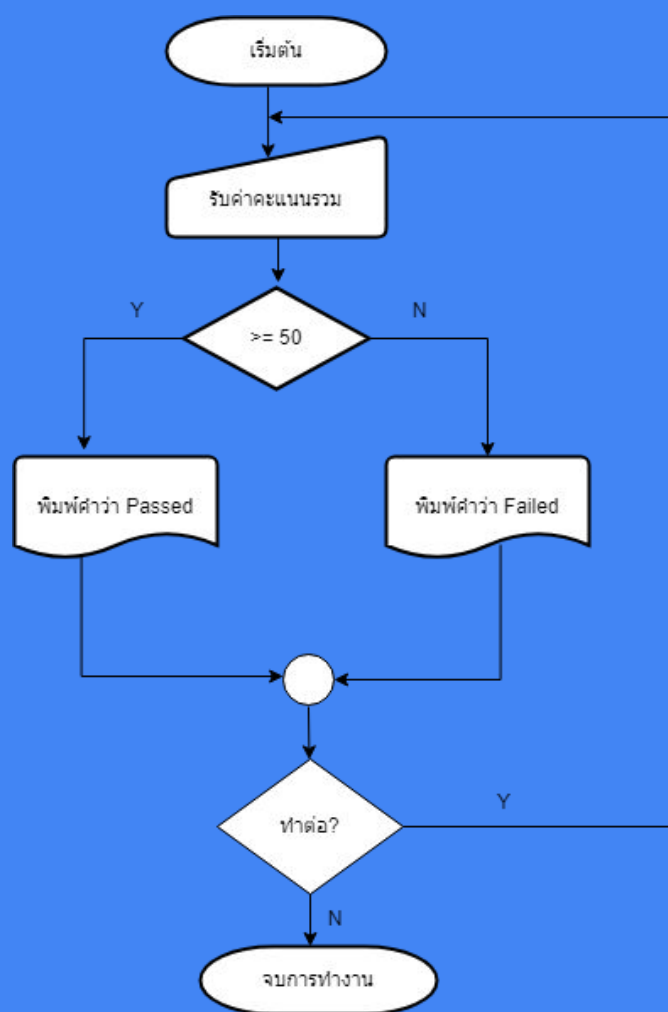 เริ่มต้น
รับค่าคะแนนรวม
Y
N
>= 50
พิมพ์คำว่า Passed
พิมพ์คำว่า Failed
ทำต่อ?
Y
N
จบการทำงาน